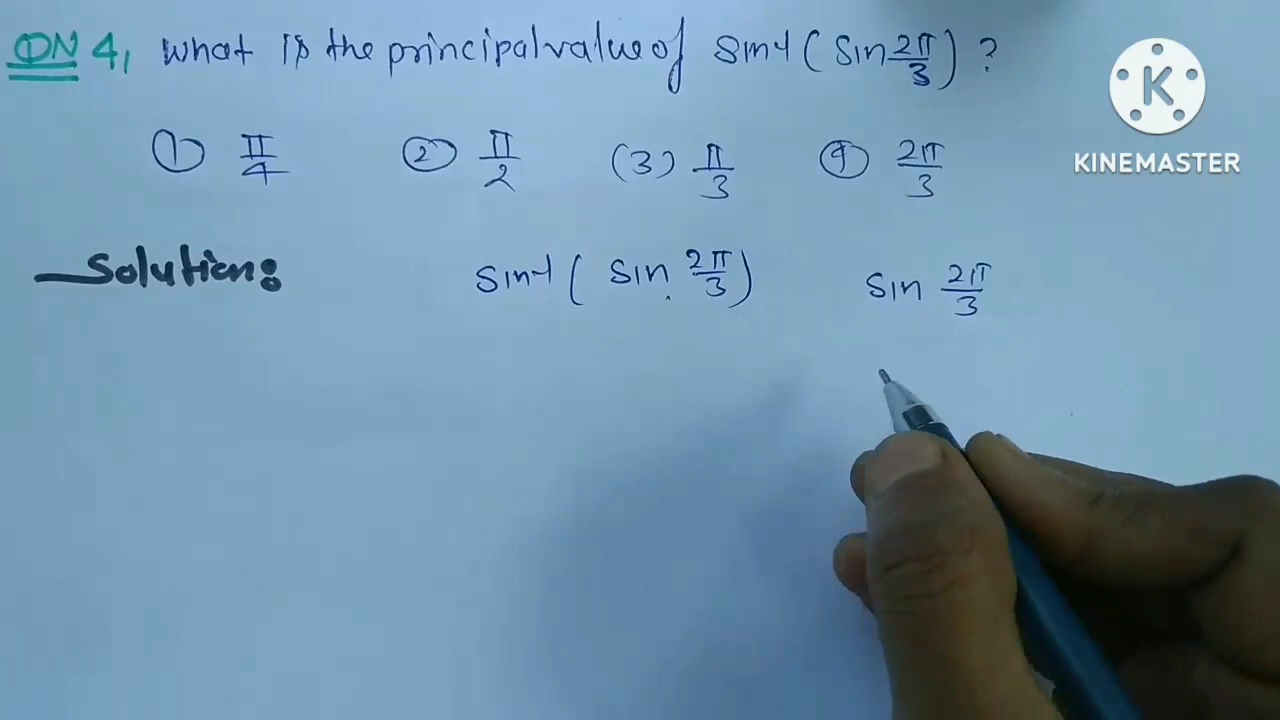 QN 4, What is the principal value of Sin⁻¹(Sin 2π/3) ?
① π/4 ② π/2 (3) π/3 ④ 2π/3
Solution:
Sin⁻¹( Sin 2π/3) Sin 2π/3
K
KINEMASTER